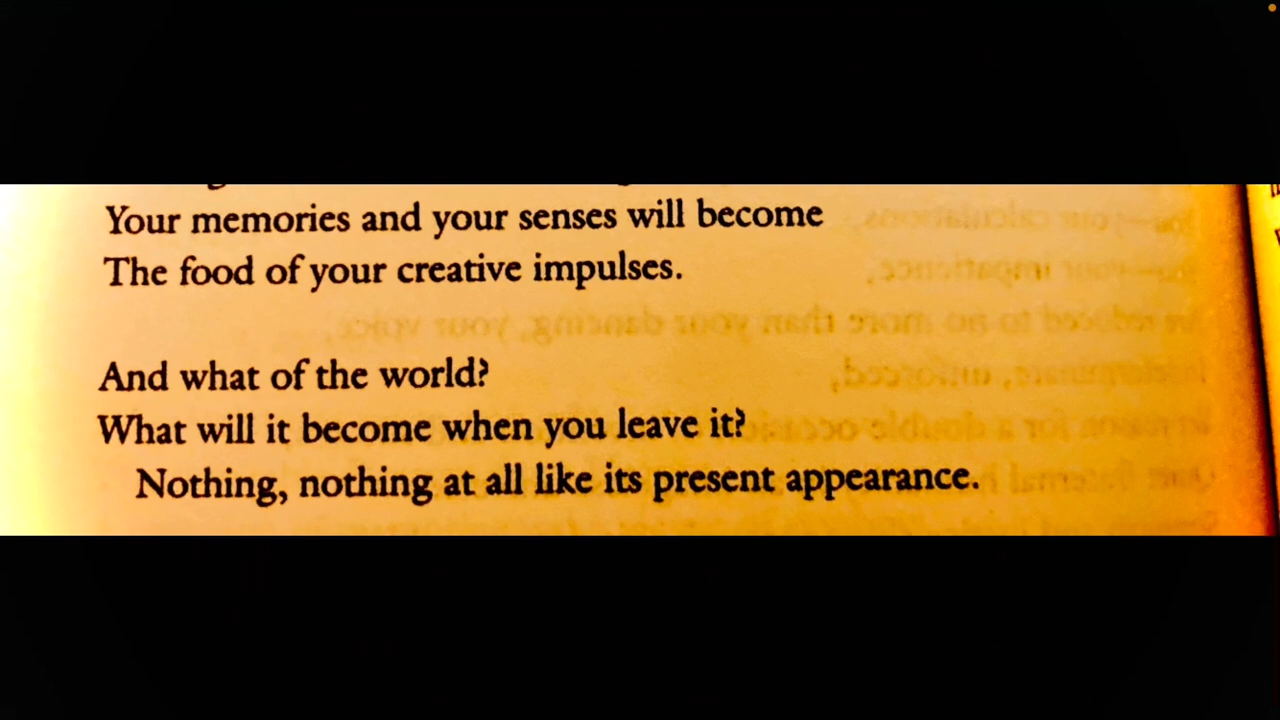 Your memories and your senses will become
The food of your creative impulses.
And what of the world?
What will it become when you leave it?
Nothing, nothing at all like its present appearance.